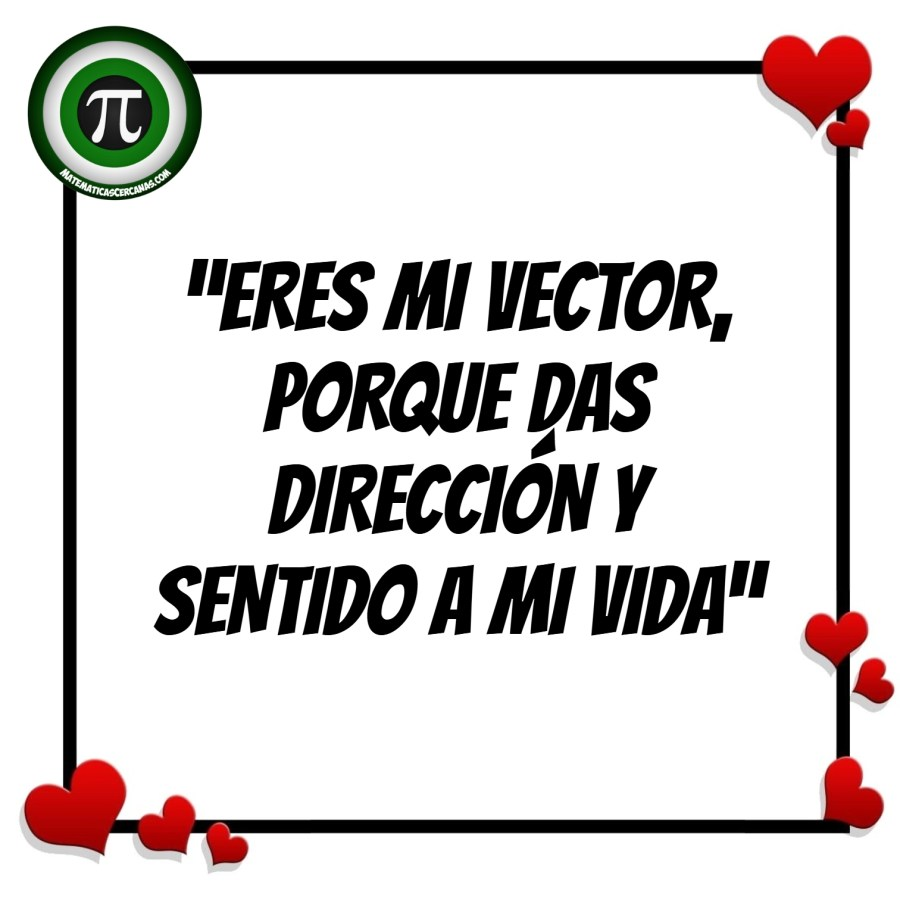 π
MATEMATICASCERCANAS.COM
"ERES MI VECTOR,
PORQUE DAS
DIRECCIÓN Y
SENTIDO A MI VIDA"